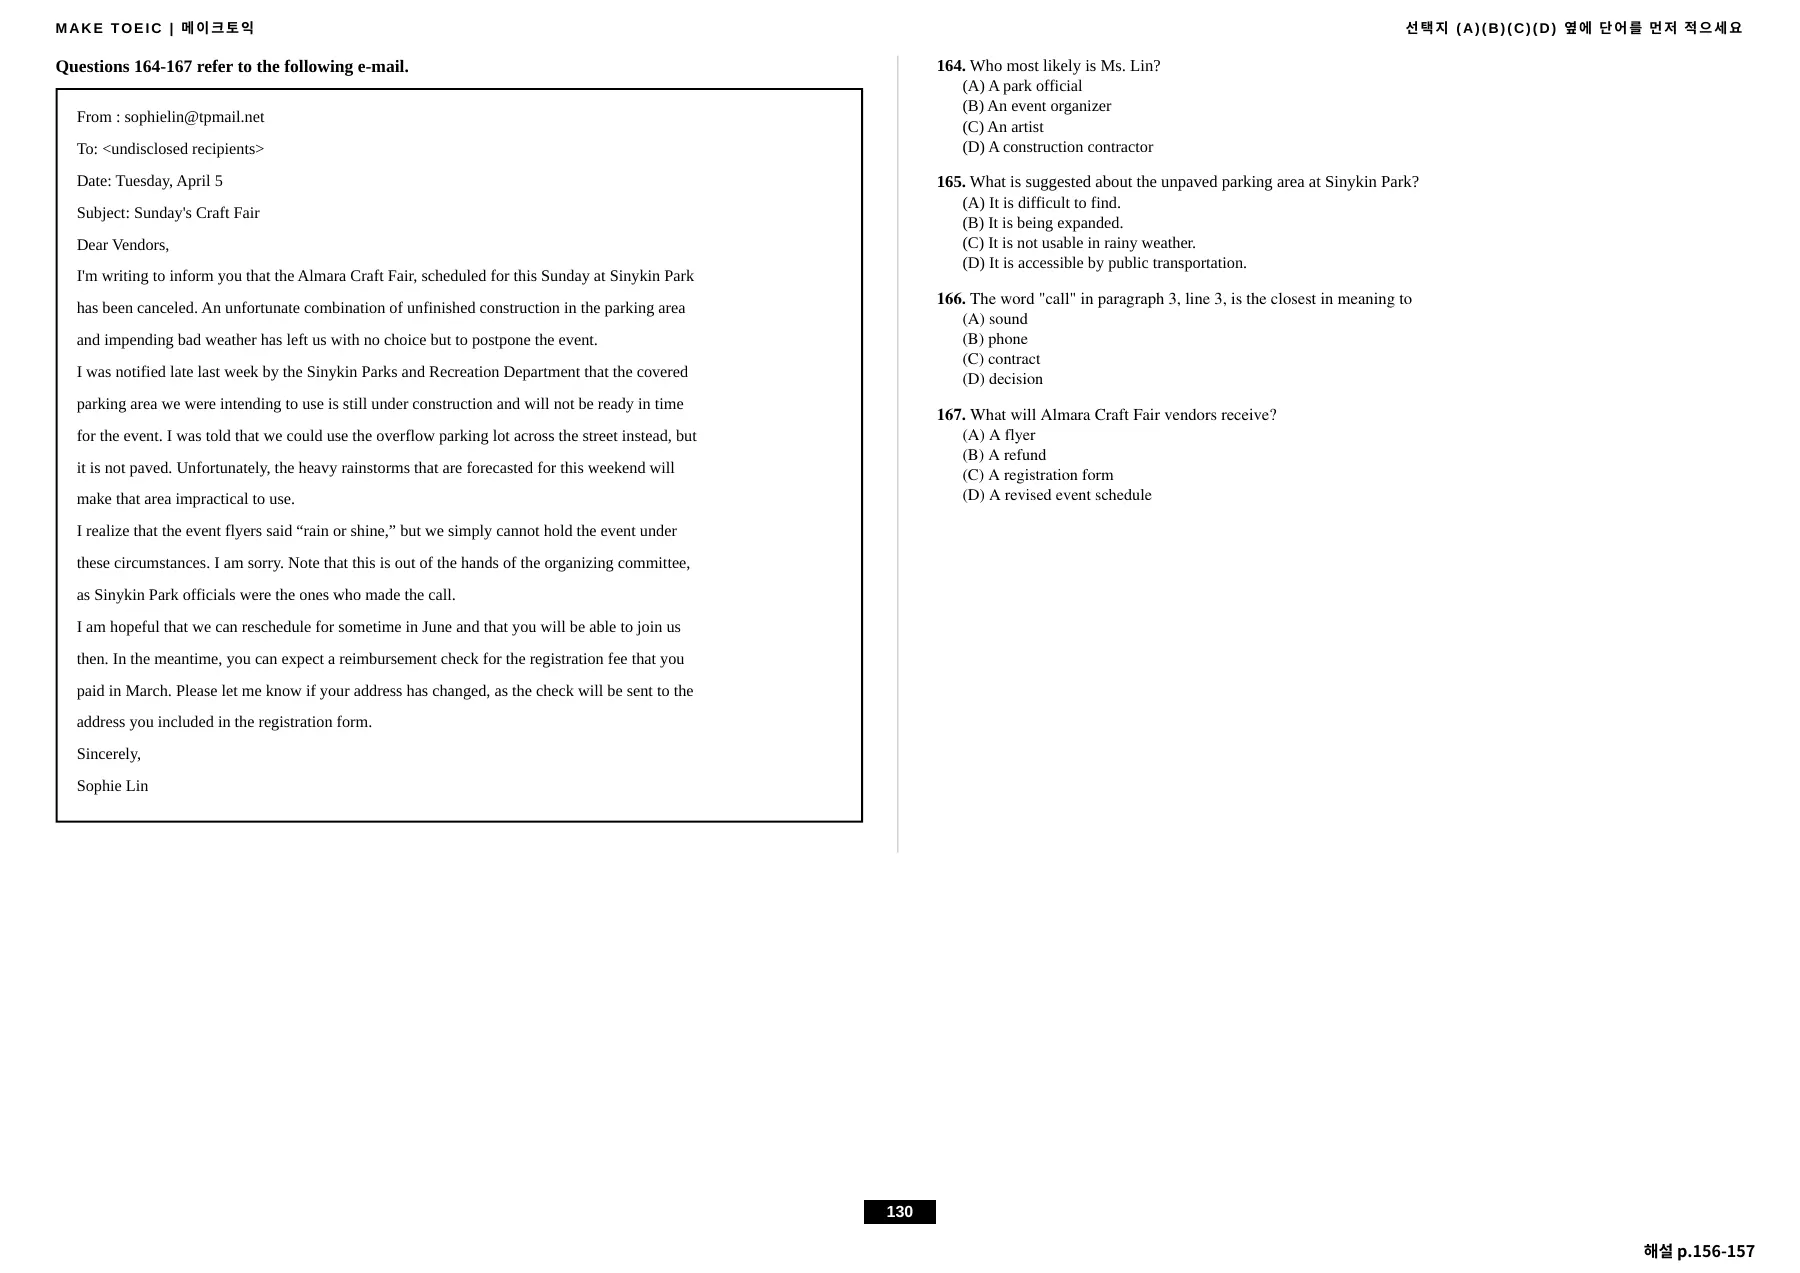 MAKE TOEIC | 메이크토익
선택지 (A)(B)(C)(D) 옆에 단어를 먼저 적으세요
Questions 164-167 refer to the following e-mail.
From : sophielin@tpmail.net
To: <undisclosed recipients>
Date: Tuesday, April 5
Subject: Sunday's Craft Fair
Dear Vendors,
I'm writing to inform you that the Almara Craft Fair, scheduled for this Sunday at Sinykin Park
has been canceled. An unfortunate combination of unfinished construction in the parking area
and impending bad weather has left us with no choice but to postpone the event.
I was notified late last week by the Sinykin Parks and Recreation Department that the covered
parking area we were intending to use is still under construction and will not be ready in time
for the event. I was told that we could use the overflow parking lot across the street instead, but
it is not paved. Unfortunately, the heavy rainstorms that are forecasted for this weekend will
make that area impractical to use.
I realize that the event flyers said “rain or shine,” but we simply cannot hold the event under
these circumstances. I am sorry. Note that this is out of the hands of the organizing committee,
as Sinykin Park officials were the ones who made the call.
I am hopeful that we can reschedule for sometime in June and that you will be able to join us
then. In the meantime, you can expect a reimbursement check for the registration fee that you
paid in March. Please let me know if your address has changed, as the check will be sent to the
address you included in the registration form.
Sincerely,
Sophie Lin
164. Who most likely is Ms. Lin?
(A) A park official
(B) An event organizer
(C) An artist
(D) A construction contractor
165. What is suggested about the unpaved parking area at Sinykin Park?
(A) It is difficult to find.
(B) It is being expanded.
(C) It is not usable in rainy weather.
(D) It is accessible by public transportation.
166. The word "call" in paragraph 3, line 3, is the closest in meaning to
(A) sound
(B) phone
(C) contract
(D) decision
167. What will Almara Craft Fair vendors receive?
(A) A flyer
(B) A refund
(C) A registration form
(D) A revised event schedule
130
해설 p.156-157